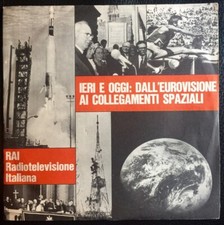 IERI E OGGI: DALL'EUROVISIONE
AI COLLEGAMENTI SPAZIALI
RAI
Radiotelevisione
Italiana